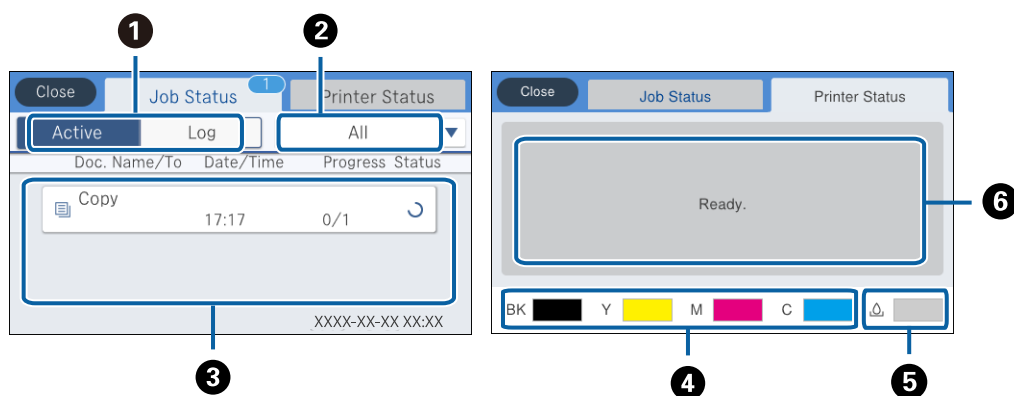 1
2
Close
Job Status
1
Printer Status
Active
Log
All
Doc. Name/To Date/Time Progress Status
Copy
17:17 0/1
XXXX-XX-XX XX:XX
3
Close
Job Status
Printer Status
Ready.
6
BK Y M C
4
5